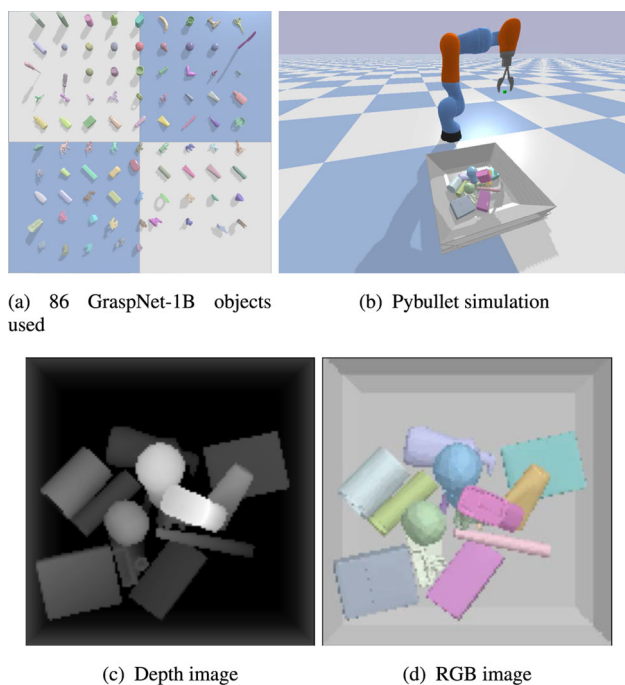 (a) 86 GraspNet-1B objects
used
(b) Pybullet simulation
(c) Depth image
(d) RGB image